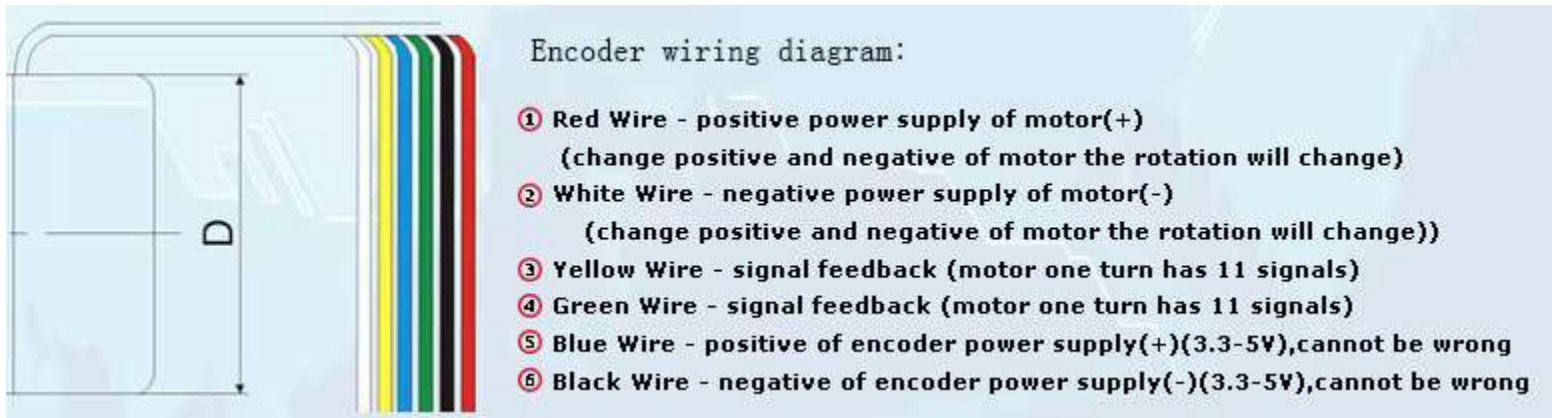 Encoder wiring diagram:
① Red Wire - positive power supply of motor(+)
(change positive and negative of motor the rotation will change)
② White Wire - negative power supply of motor(-)
(change positive and negative of motor the rotation will change))
③ Yellow Wire - signal feedback (motor one turn has 11 signals)
④ Green Wire - signal feedback (motor one turn has 11 signals)
⑤ Blue Wire - positive of encoder power supply(+)(3.3-5V),cannot be wrong
⑥ Black Wire - negative of encoder power supply(-)(3.3-5V),cannot be wrong
D